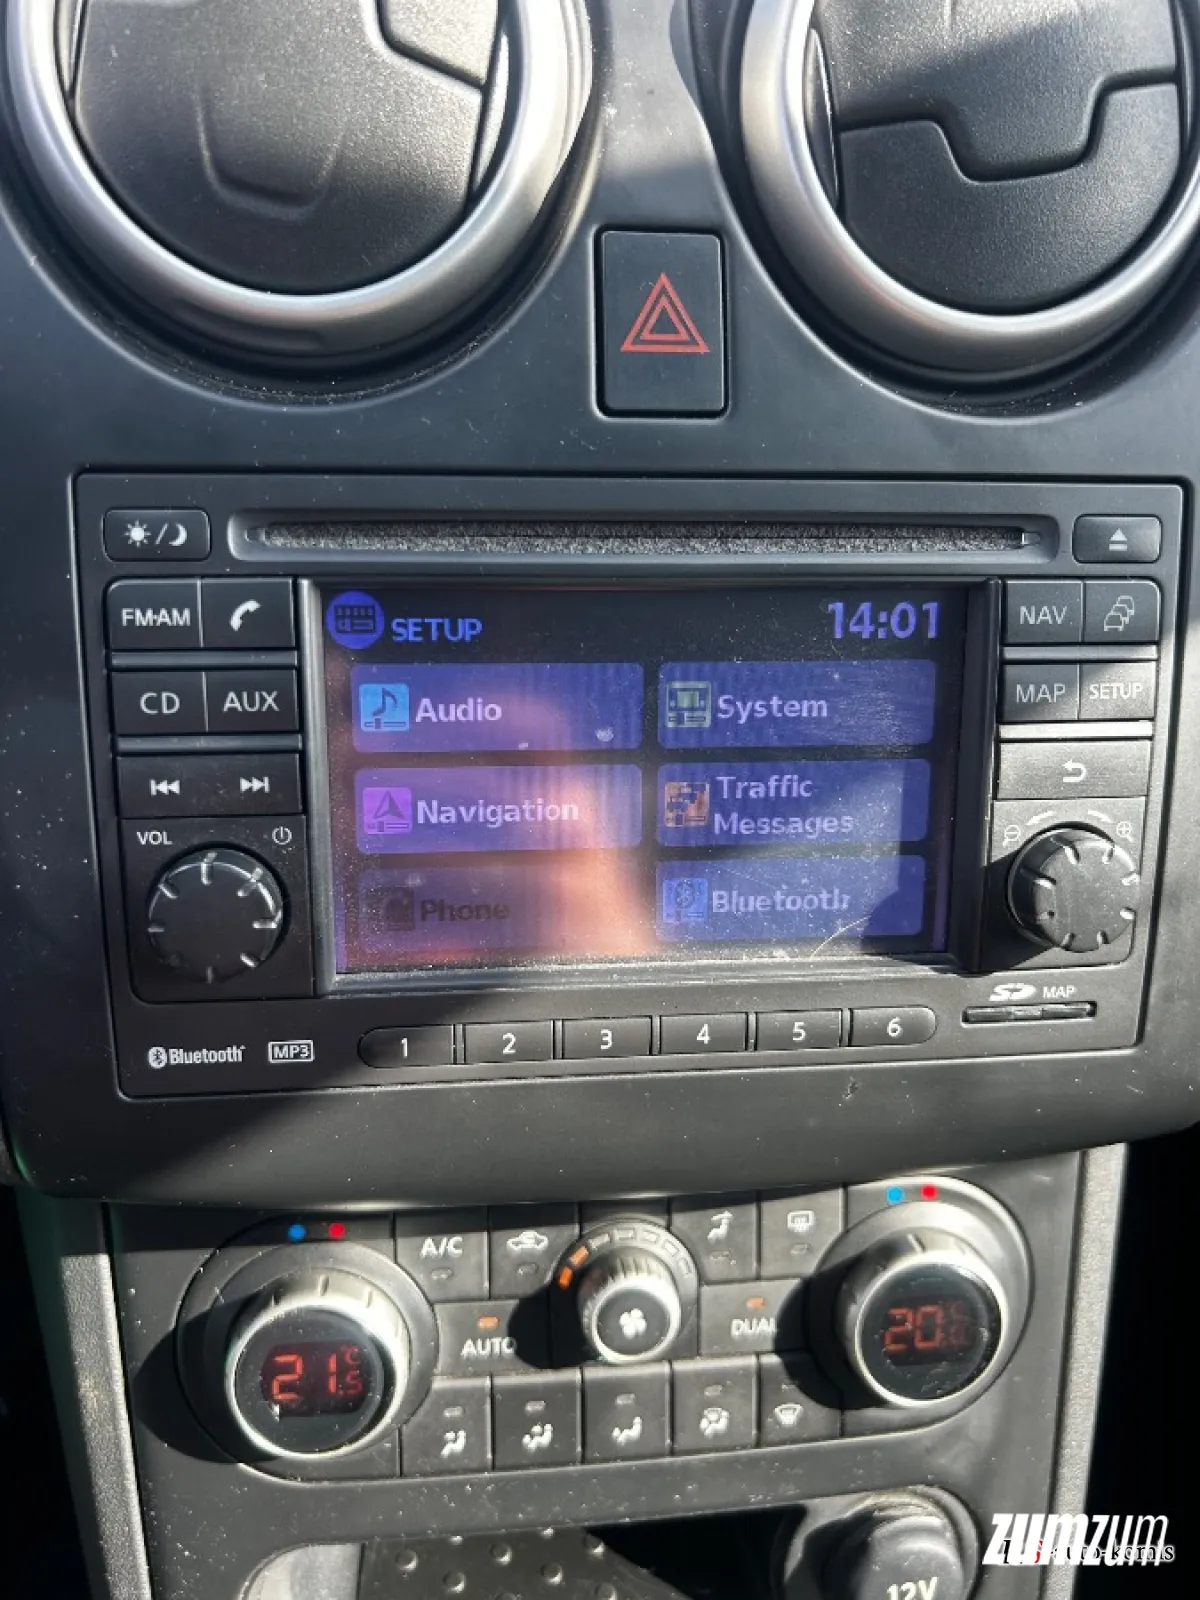 FM•AM
CD
AUX
VOL
SETUP
14:01
Audio
System
Navigation
Traffic
Messages
Phone
Bluetooth
NAV
MAP
SETUP
SD MAP
Bluetooth
MP3
1
2
3
4
5
6
A/C
AUTO
DUAL
21.5
°C
20
12V
zumzum